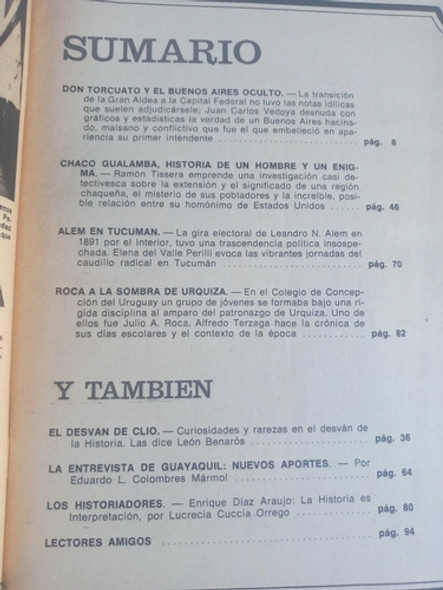 SUMARIO
DON TORCUATO Y EL BUENOS AIRES OCULTO. — La transición
de la Gran Aldea a la Capital Federal no tuvo las notas idílicas
que suelen adjudicársele; Juan Carlos Vedoya desnuda con
gráficos y estadísticas la verdad de un Buenos Aires hacina-
do, malsano y conflictivo que fue el que embelleció en apa-
riencia su primer intendente ........................ pág. 8
CHACO GUALAMBA, HISTORIA DE UN HOMBRE Y UN ENIG-
MA. — Ramón Tissera emprende una investigación casi de-
tectivesca sobre la extensión y el significado de una región
chaqueña, el misterio de sus pobladores y la increíble, posi-
ble relación entre su homónimo de Estados Unidos ...... pág. 46
ALEM EN TUCUMAN. — La gira electoral de Leandro N. Alem en
1891 por el Interior, tuvo una trascendencia política insospe-
chada. Elena del Valle Perilli evoca las vibrantes jornadas del
caudillo radical en Tucumán ........................ pág. 70
ROCA A LA SOMBRA DE URQUIZA. — En el Colegio de Concep-
ción del Uruguay un grupo de jóvenes se formaba bajo una rí-
gida disciplina al amparo del patronazgo de Urquiza. Uno de
ellos fue Julio A. Roca. Alfredo Terzaga hace la crónica de
sus días escolares y el contexto de la época ............ pág. 82
Y TAMBIEN
EL DESVAN DE CLIO. — Curiosidades y rarezas en el desván de
la Historia. Las dice León Benarós .................... pág. 36
LA ENTREVISTA DE GUAYAQUIL: NUEVOS APORTES. — Por
Eduardo L. Colombres Mármol ........................ pág. 64
LOS HISTORIADORES. — Enrique Díaz Araujo: La Historia es
Interpretación, por Lucrecia Cuccia Orrego ............ pág. 80
LECTORES AMIGOS ................................ pág. 94